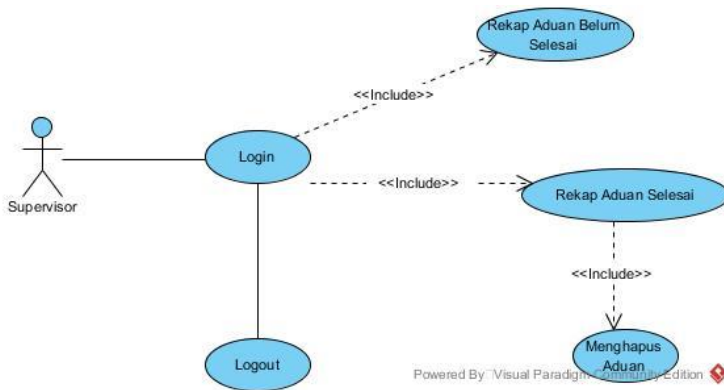 Rekap Aduan Belum
Selesai
<<Include>>
Login
<<Include>>
Rekap Aduan Selesai
Supervisor
<<Include>>
Logout
Menghapus
Aduan
Powered By Visual Paradigm Community Edition